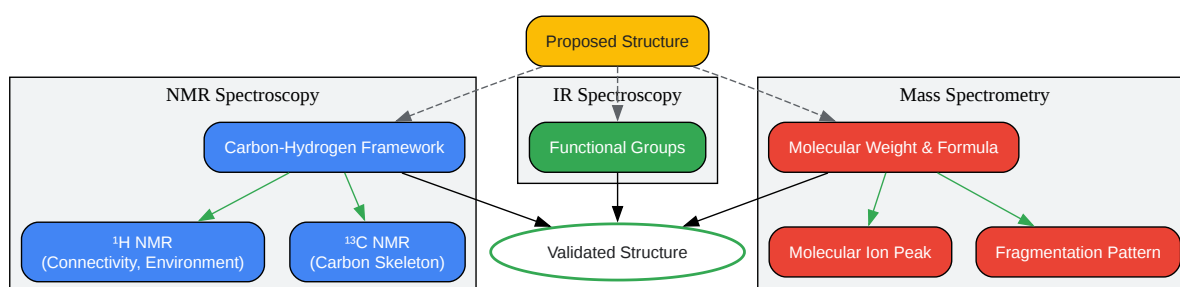 Proposed Structure
NMR Spectroscopy
IR Spectroscopy
Mass Spectrometry
Carbon-Hydrogen Framework
Functional Groups
Molecular Weight & Formula
¹H NMR
(Connectivity, Environment)
¹³C NMR
(Carbon Skeleton)
Validated Structure
Molecular Ion Peak
Fragmentation Pattern